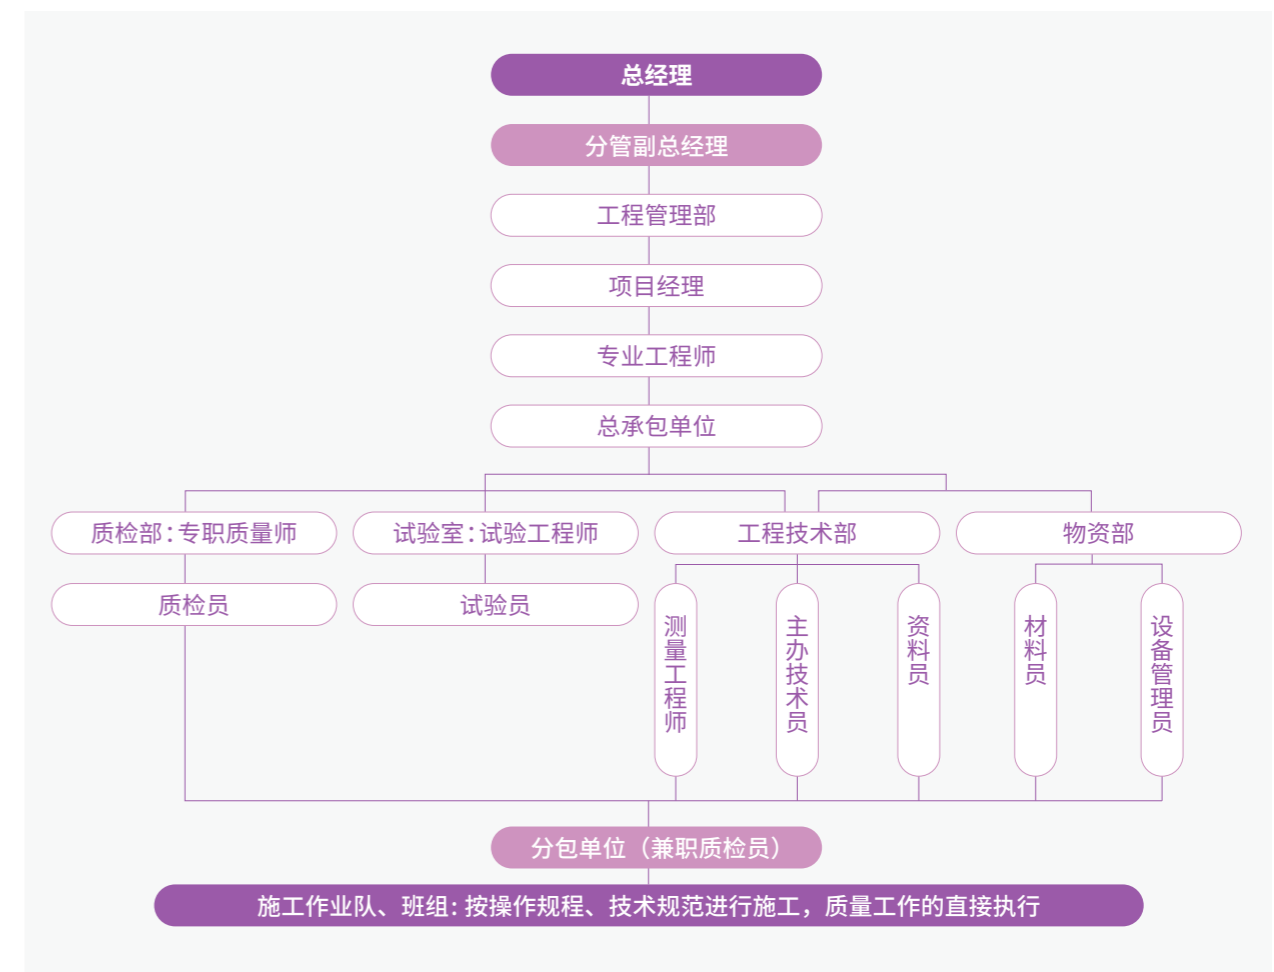 总经理
分管副总经理
工程管理部
项目经理
专业工程师
总承包单位
质检部：专职质量师
试验室：试验工程师
工程技术部
物资部
质检员
试验员
测量工程师
主办技术员
资料员
材料员
设备管理员
分包单位（兼职质检员）
施工作业队、班组：按操作规程、技术规范进行施工，质量工作的直接执行